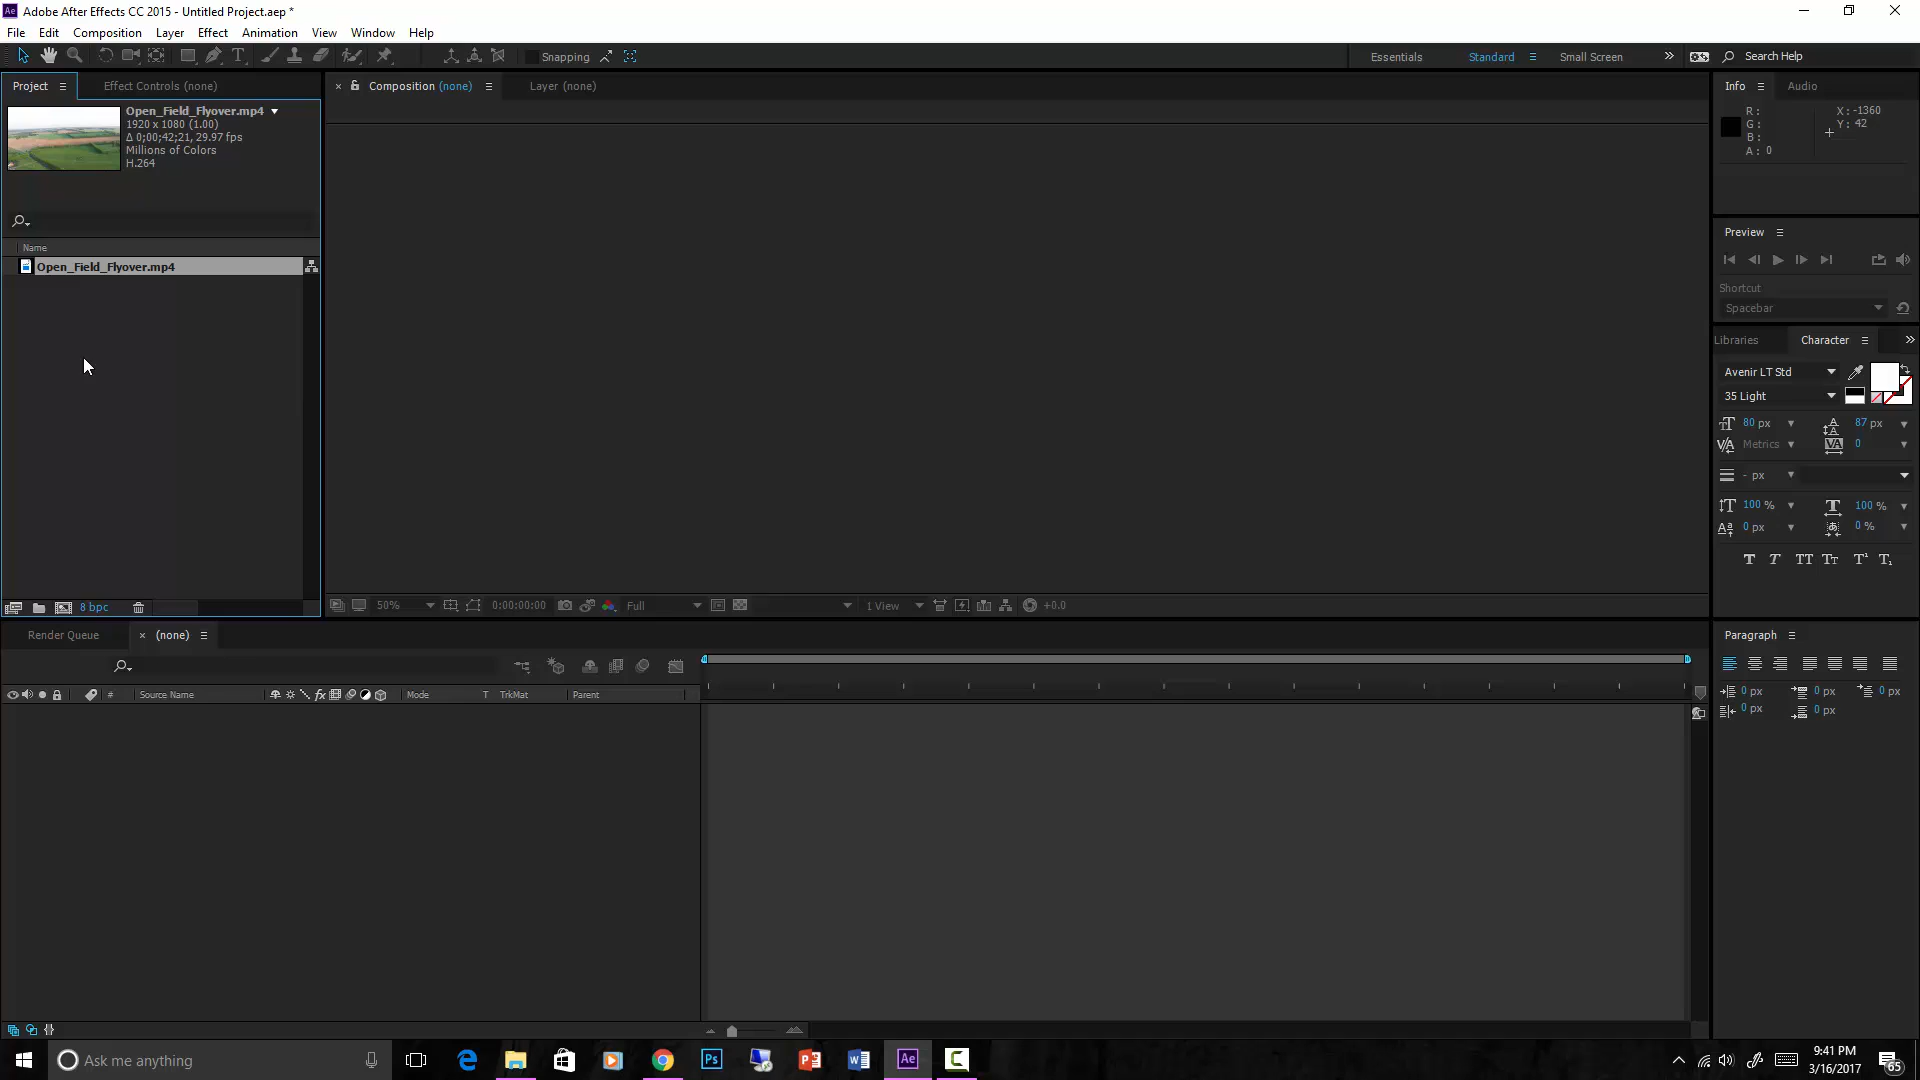 Adobe After Effects CC 2015 - Untitled Project.aep *
File Edit Composition Layer Effect Animation View Window Help
Snapping
Essentials Standard Small Screen Search Help
Project Effect Controls (none)
Composition (none) Layer (none)
Info Audio
Open_Field_Flyover.mp4
1920 x 1080 (1.00)
Δ 0;00;42;21, 29.97 fps
Millions of Colors
H.264
R :
G :
B :
A : 0
X : -1360
Y : 42
Name
Open_Field_Flyover.mp4
Preview
Shortcut
Spacebar
Libraries Character
Avenir LT Std
35 Light
80 px 87 px
Metrics 0
- px
100 % 100 %
0 px 0 %
8 bpc
50% 0:00:00:00 Full 1 View +0.0
Render Queue (none)
# Source Name fx Mode T TrkMat Parent
Paragraph
0 px 0 px 0 px
0 px 0 px
Ask me anything
9:41 PM
3/16/2017
65